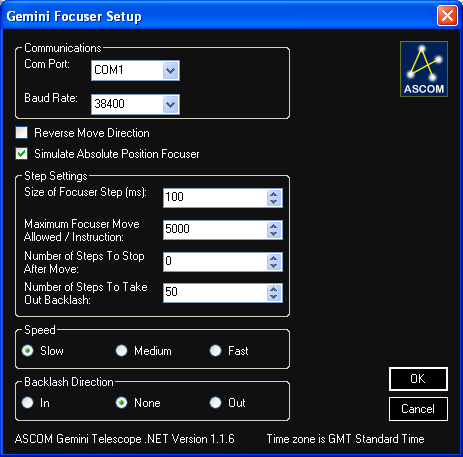 Gemini Focuser Setup
Communications
Com Port:
COM1
Baud Rate:
38400
ASCOM
Reverse Move Direction
Simulate Absolute Position Focuser
Step Settings
Size of Focuser Step (ms):
100
Maximum Focuser Move
Allowed / Instruction:
5000
Number of Steps To Stop
After Move:
0
Number of Steps To Take
Out Backlash:
50
Speed
Slow Medium Fast
Backlash Direction
In None Out
OK
Cancel
ASCOM Gemini Telescope .NET Version 1.1.6 Time zone is GMT Standard Time